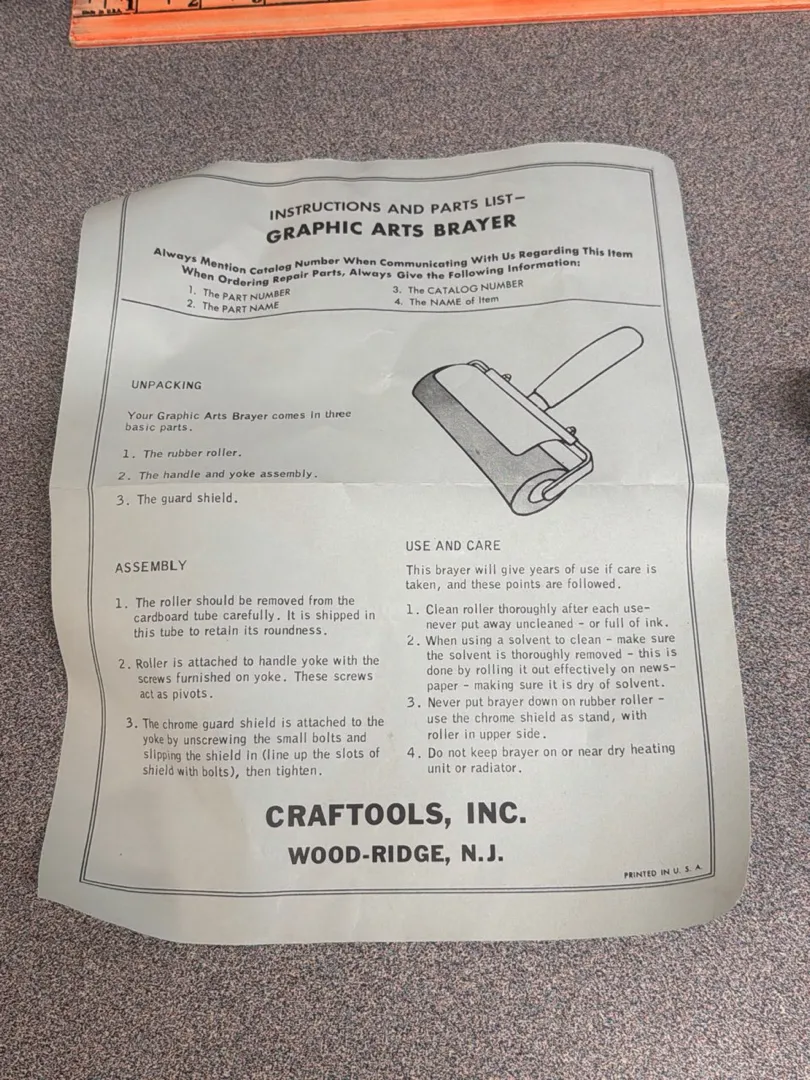 Made in U.S.A. 1 2
INSTRUCTIONS AND PARTS LIST—
GRAPHIC ARTS BRAYER
Always Mention Catalog Number When Communicating With Us Regarding This Item
When Ordering Repair Parts, Always Give the Following Information:
1. The PART NUMBER
2. The PART NAME
3. The CATALOG NUMBER
4. The NAME of Item
UNPACKING
Your Graphic Arts Brayer comes in three
basic parts.
1. The rubber roller.
2. The handle and yoke assembly.
3. The guard shield.
ASSEMBLY
1. The roller should be removed from the
cardboard tube carefully. It is shipped in
this tube to retain its roundness.
2. Roller is attached to handle yoke with the
screws furnished on yoke. These screws
act as pivots.
3. The chrome guard shield is attached to the
yoke by unscrewing the small bolts and
slipping the shield in (line up the slots of
shield with bolts), then tighten.
USE AND CARE
This brayer will give years of use if care is
taken, and these points are followed.
1. Clean roller thoroughly after each use-
never put away uncleaned - or full of ink.
2. When using a solvent to clean - make sure
the solvent is thoroughly removed - this is
done by rolling it out effectively on news-
paper - making sure it is dry of solvent.
3. Never put brayer down on rubber roller -
use the chrome shield as stand, with
roller in upper side.
4. Do not keep brayer on or near dry heating
unit or radiator.
CRAFTOOLS, INC.
WOOD-RIDGE, N.J.
PRINTED IN U. S. A.